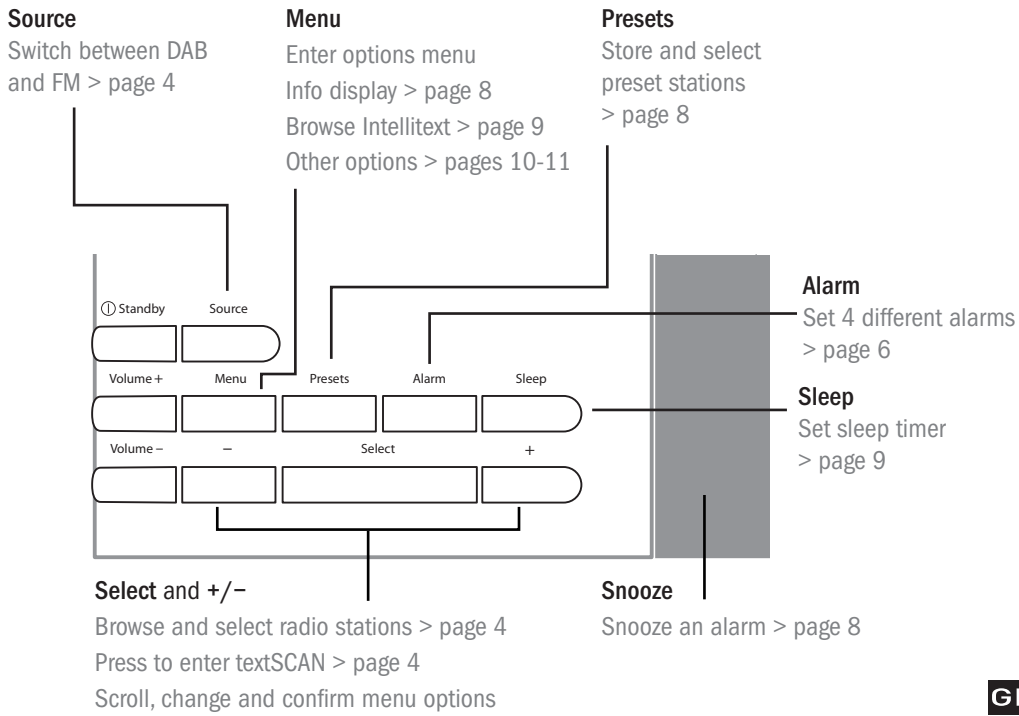 Source
Switch between DAB
and FM > page 4
Menu
Enter options menu
Info display > page 8
Browse Intellitext > page 9
Other options > pages 10-11
Presets
Store and select
preset stations
> page 8
Standby
Source
Volume +
Menu
Presets
Alarm
Sleep
Volume –
–
Select
+
Alarm
Set 4 different alarms
> page 6
Sleep
Set sleep timer
> page 9
Select and +/–
Browse and select radio stations > page 4
Press to enter textSCAN > page 4
Scroll, change and confirm menu options
Snooze
Snooze an alarm > page 8